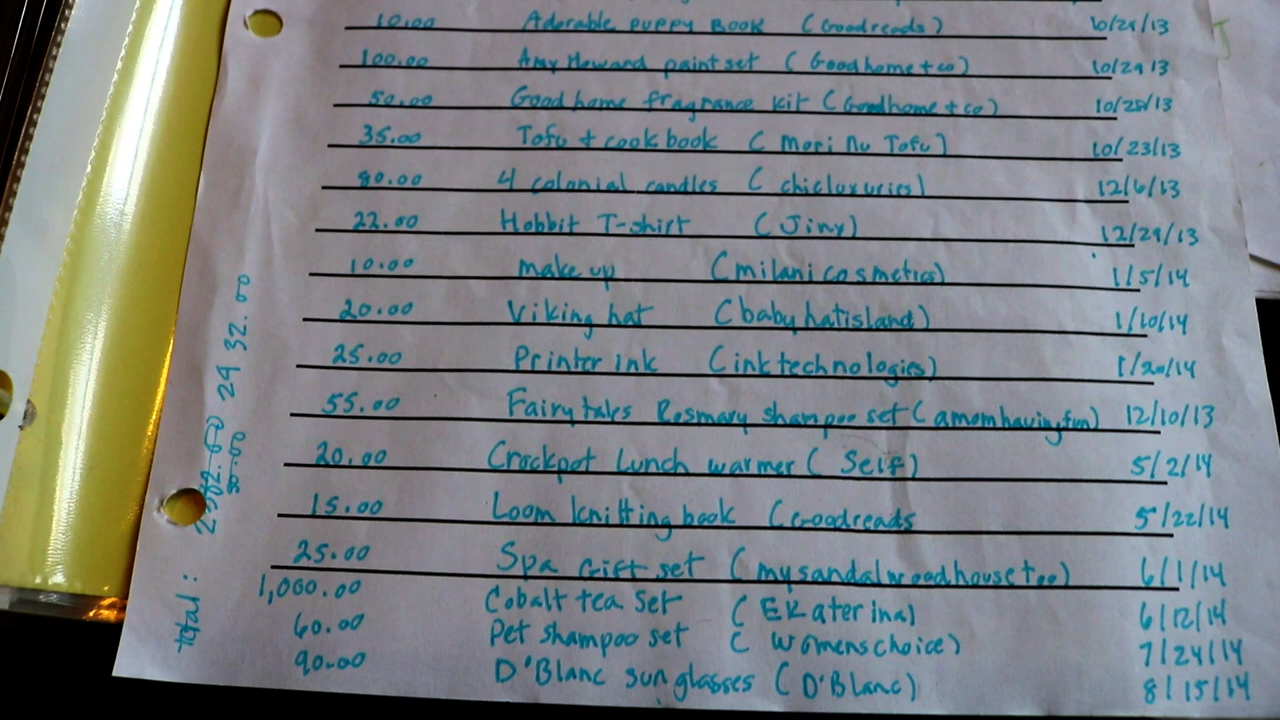 10.00 Adorable puppy Book (Goodreads) 10/29/13
100.00 Amy Howard paint set (Goodhome+co) 10/29 13
50.00 Good home fragrance kit (Goodhome+co) 10/25/13
35.00 Tofu + cook book (Mori Nu Tofu) 10/23/13
80.00 4 colonial candles (chicluxuries) 12/6/13
22.00 Hobbit T-shirt (Jinx) 12/29/13
10.00 make up (milani cosmetics) 1/5/14
20.00 Viking hat (babyhatisland) 1/10/14
25.00 Printer Ink (inktechnologies) 1/20/14
55.00 Fairytales Rosmary shampoo set (amomhavingfun) 12/10/13
20.00 Crockpot Lunch warmer (Self) 5/2/14
15.00 Loom knitting book (Goodreads 5/22/14
25.00 Spa Gift set (mysandalwoodhousetoo) 6/1/14
1,000.00 Cobalt tea set (EKaterina) 6/12/14
60.00 Pet shampoo set (Womenschoice) 7/24/14
90.00 D'Blanc sunglasses (D'Blanc) 8/15/14
total: 2432.00